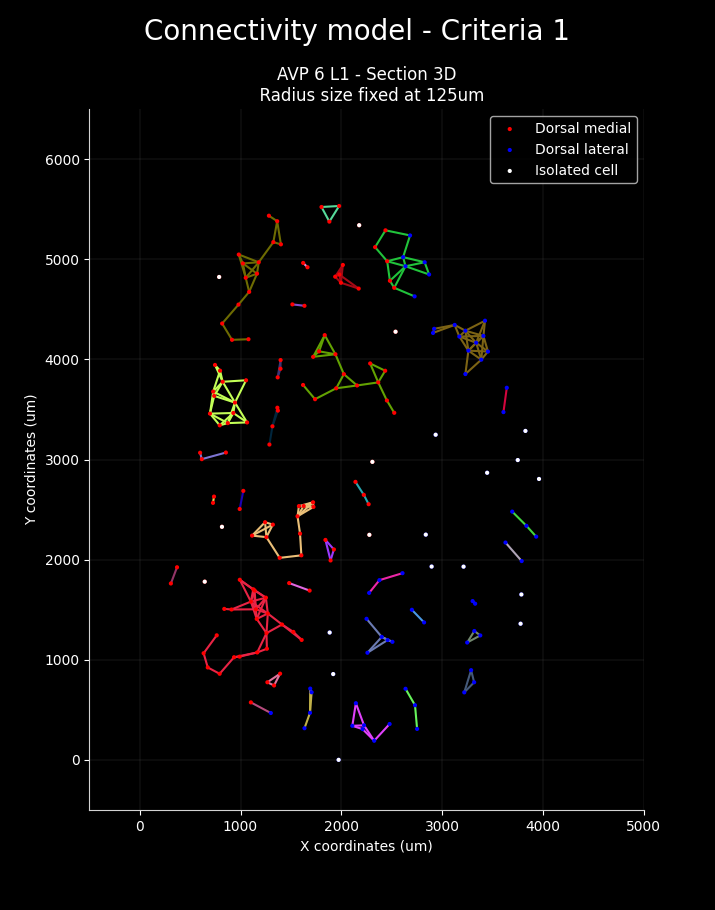 Connectivity model - Criteria 1
AVP 6 L1 - Section 3D
Radius size fixed at 125um
Dorsal medial
Dorsal lateral
Isolated cell
6000
5000
4000
3000
2000
1000
0
Y coordinates (um)
0 1000 2000 3000 4000 5000
X coordinates (um)